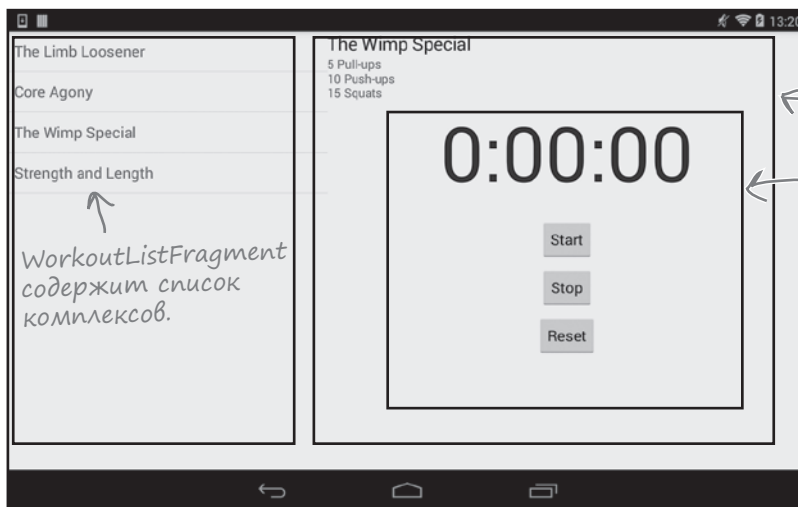 13:20
The Limb Loosener
Core Agony
The Wimp Special
Strength and Length
WorkoutListFragment
содержит список
комплексов.
The Wimp Special
5 Pull-ups
10 Push-ups
15 Squats
0:00:00
Start
Stop
Reset